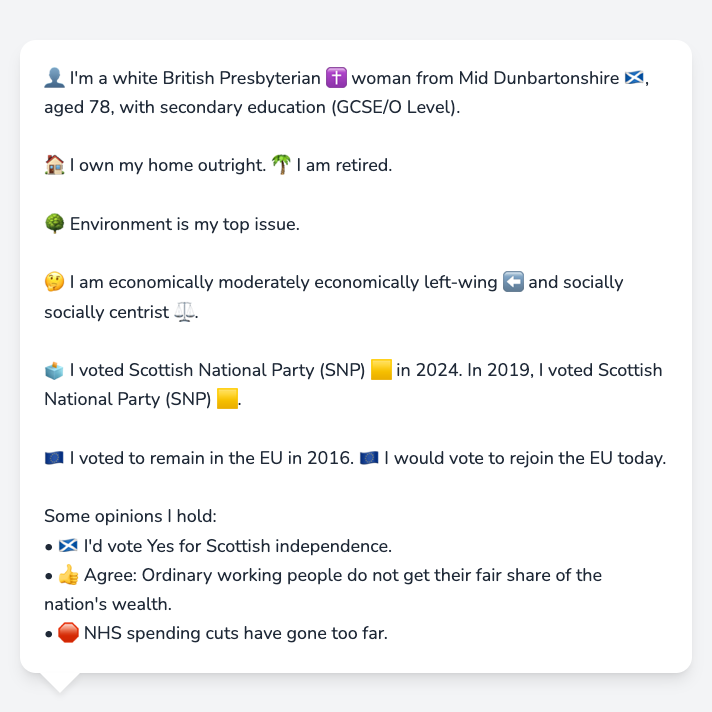 👤 I'm a white British Presbyterian ✝️ woman from Mid Dunbartonshire 🏴󠁧󠁢󠁳󠁣󠁴󠁿,
aged 78, with secondary education (GCSE/O Level).
🏠 I own my home outright. 🌴 I am retired.
🌳 Environment is my top issue.
🤔 I am economically moderately economically left-wing ⬅️ and socially
socially centrist ⚖️.
🗳️ I voted Scottish National Party (SNP) 🟨 in 2024. In 2019, I voted Scottish
National Party (SNP) 🟨.
🇪🇺 I voted to remain in the EU in 2016. 🇪🇺 I would vote to rejoin the EU today.
Some opinions I hold:
• 🏴󠁧󠁢󠁳󠁣󠁴󠁿 I'd vote Yes for Scottish independence.
• 👍 Agree: Ordinary working people do not get their fair share of the
nation's wealth.
• 🛑 NHS spending cuts have gone too far.